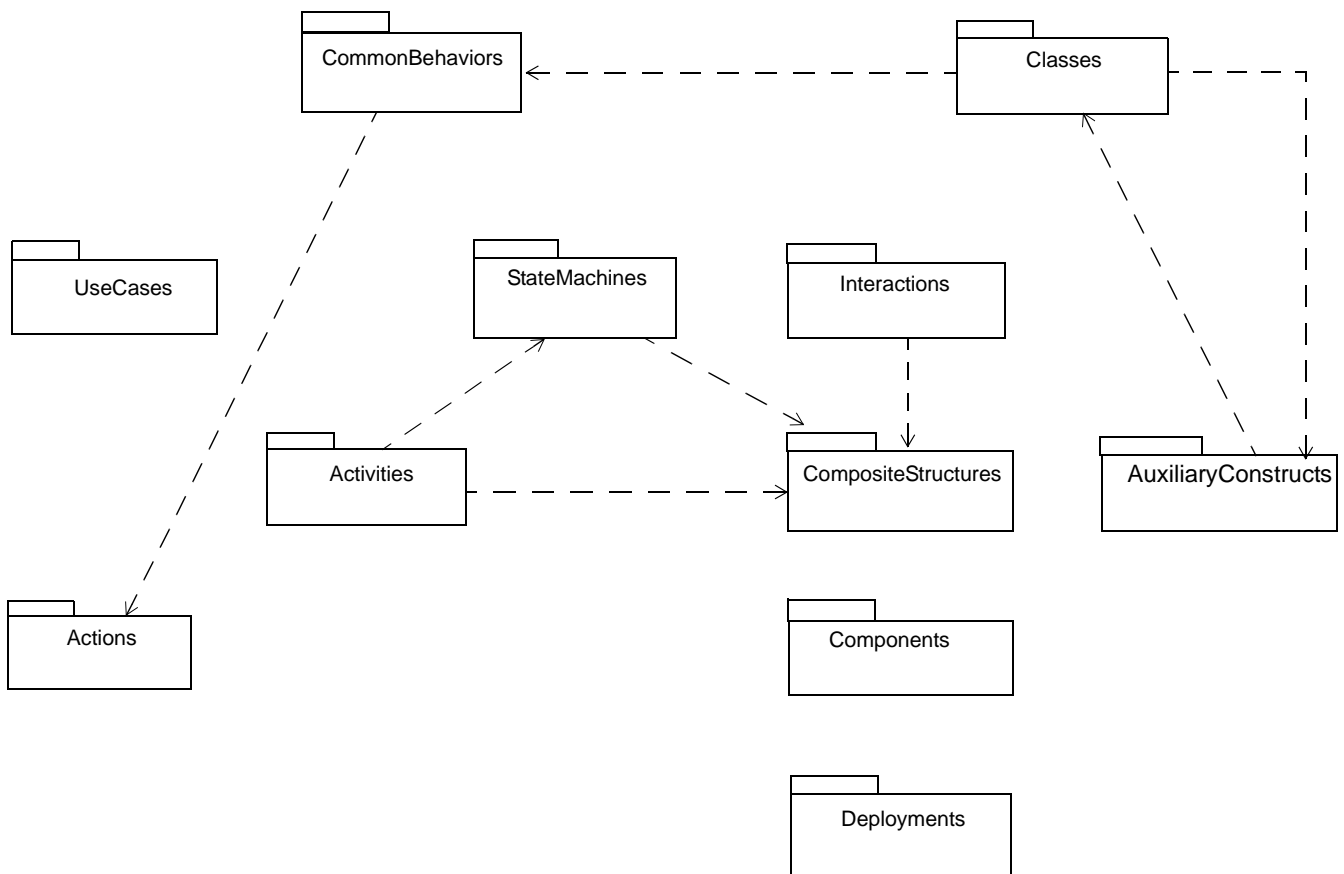 CommonBehaviors
Classes
UseCases
StateMachines
Interactions
Activities
CompositeStructures
AuxiliaryConstructs
Actions
Components
Deployments